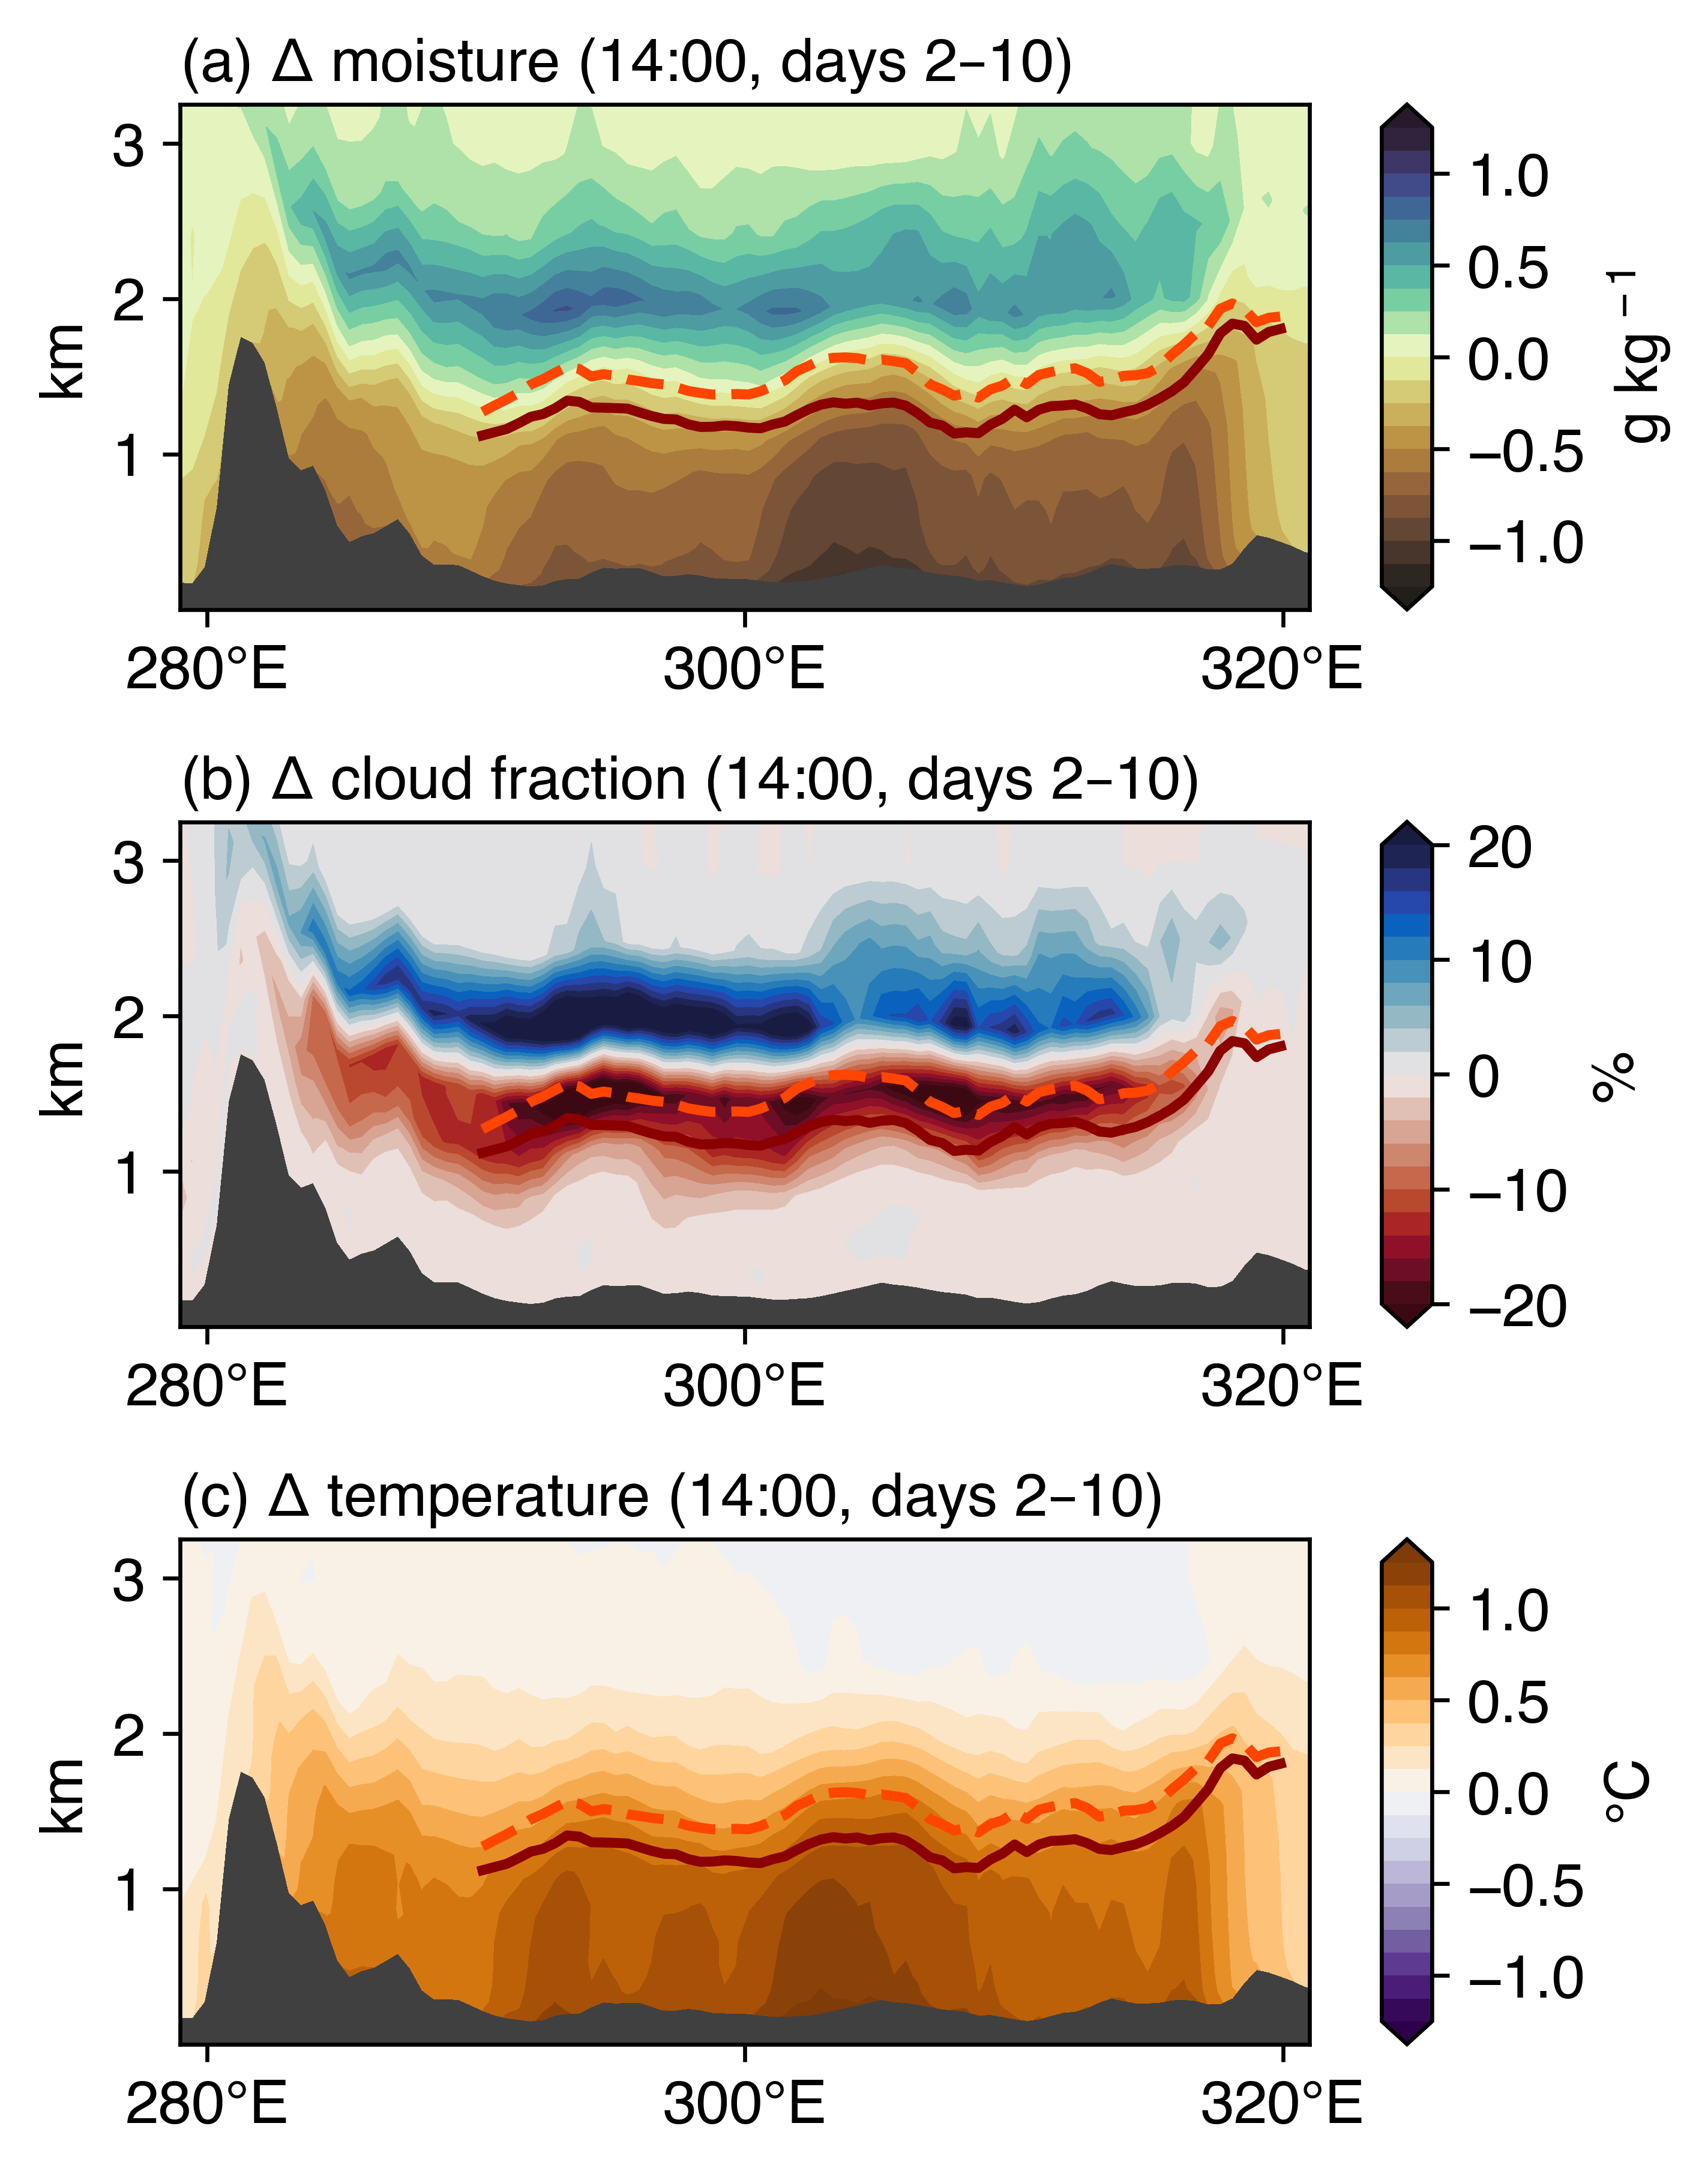 (a) Δ moisture (14:00, days 2–10)
3
2
1
km
280°E 300°E 320°E
1.0
0.5
0.0
−0.5
−1.0
g kg⁻¹
(b) Δ cloud fraction (14:00, days 2–10)
3
2
1
km
280°E 300°E 320°E
20
10
0
−10
−20
%
(c) Δ temperature (14:00, days 2–10)
3
2
1
km
280°E 300°E 320°E
1.0
0.5
0.0
−0.5
−1.0
°C